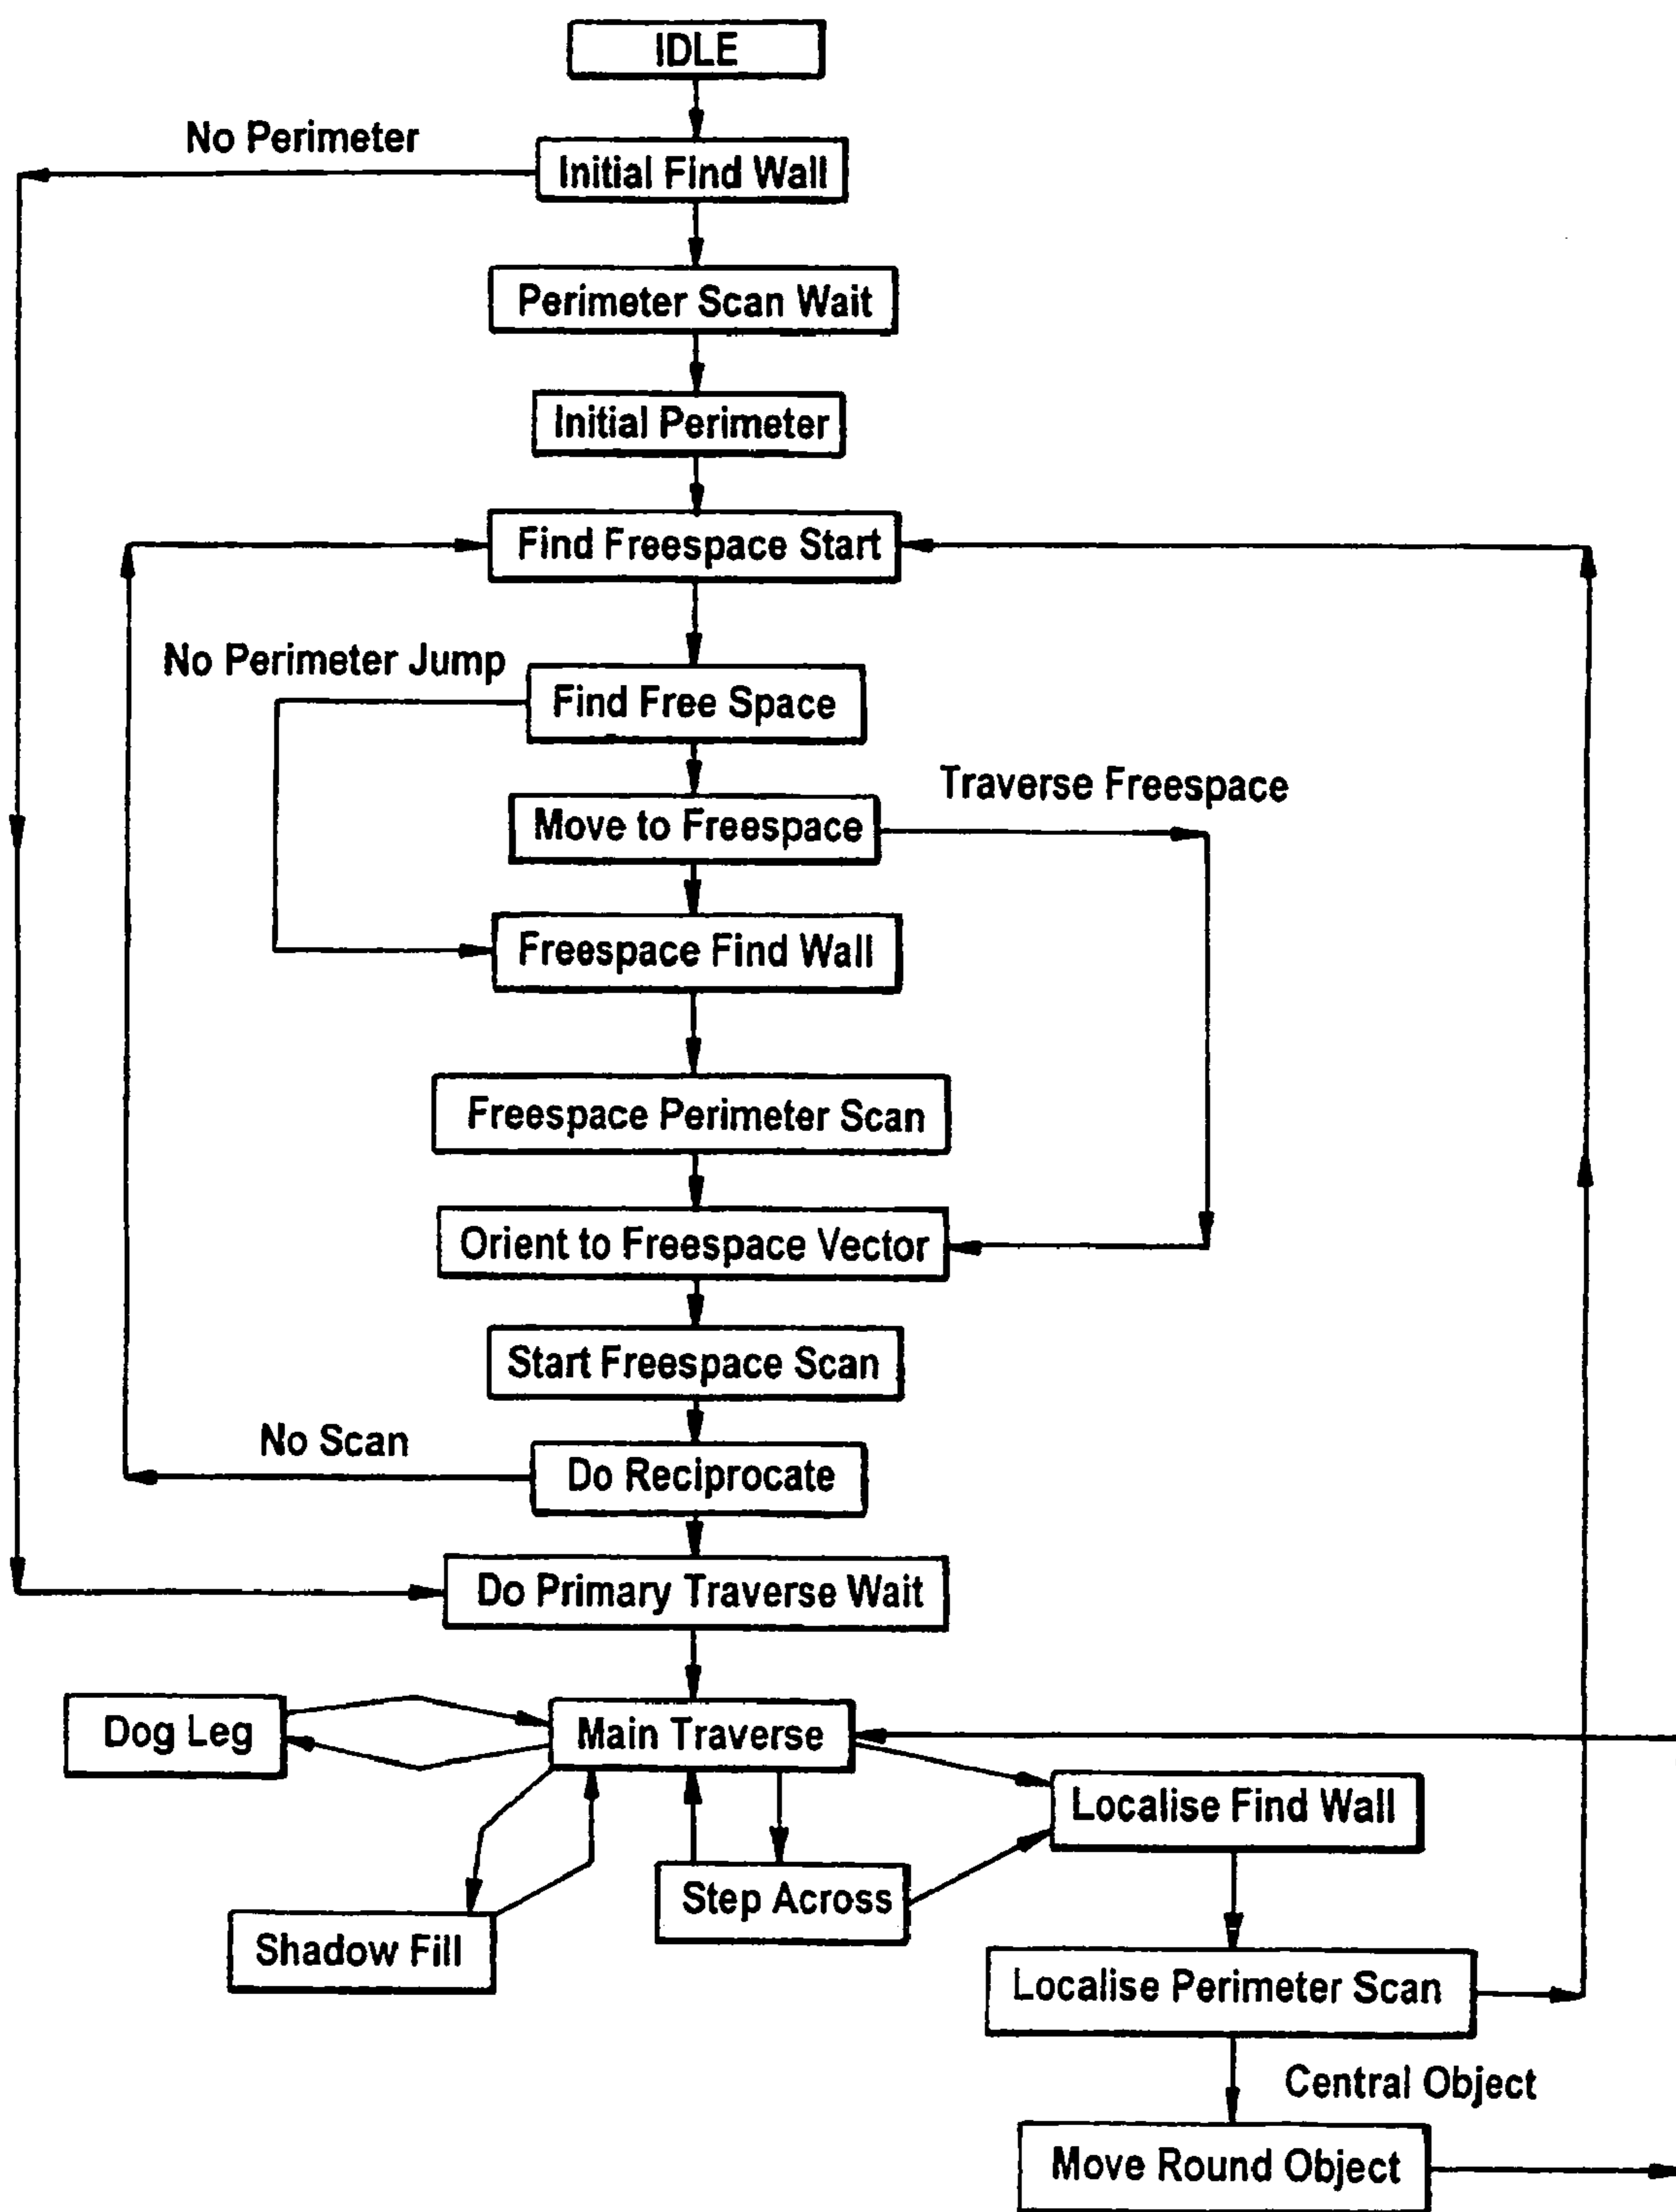 IDLE
No Perimeter
Initial Find Wall
Perimeter Scan Wait
Initial Perimeter
Find Freespace Start
No Perimeter Jump
Find Free Space
Traverse Freespace
Move to Freespace
Freespace Find Wall
Freespace Perimeter Scan
Orient to Freespace Vector
Start Freespace Scan
No Scan
Do Reciprocate
Do Primary Traverse Wait
Dog Leg
Main Traverse
Localise Find Wall
Step Across
Shadow Fill
Localise Perimeter Scan
Central Object
Move Round Object